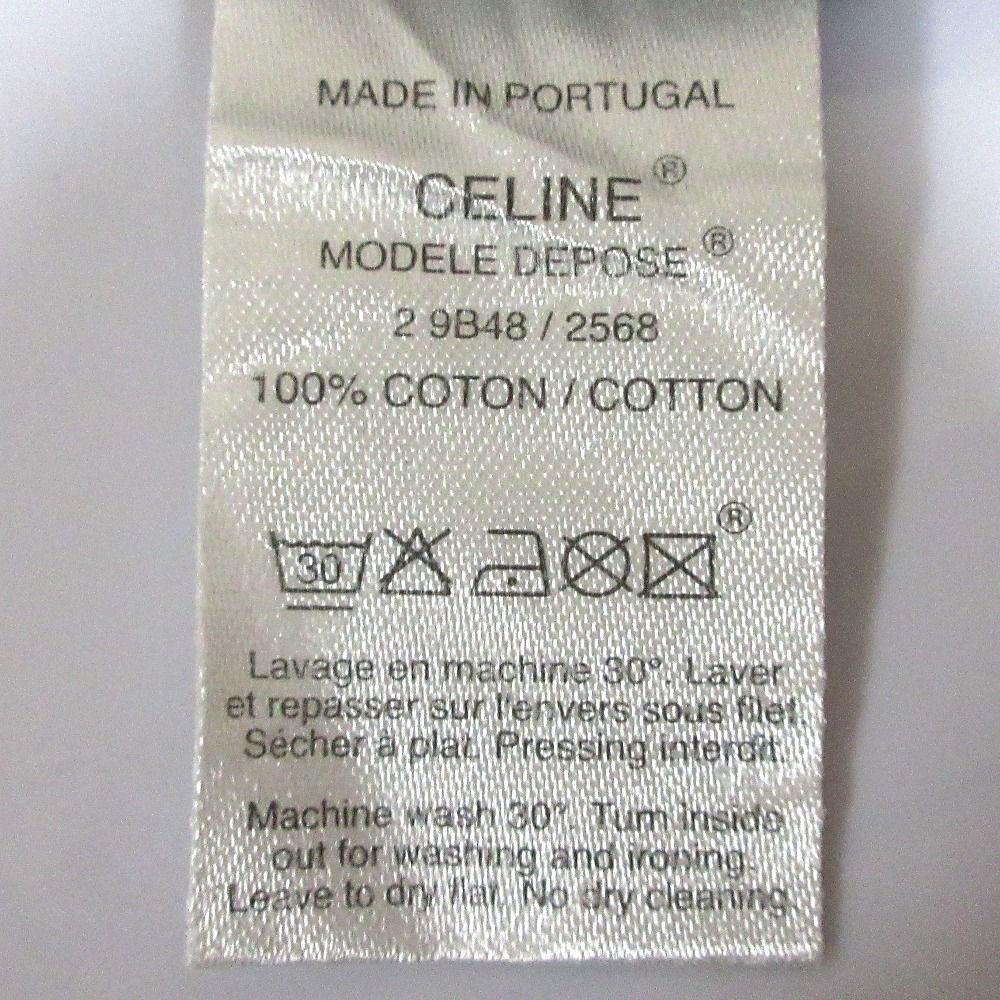 MADE IN PORTUGAL
CELINE®
MODELE DEPOSE®
2 9B48 / 2568
100% COTON / COTTON
30 ®
Lavage en machine 30°. Laver
et repasser sur l'envers sous filet.
Sécher à plat. Pressing interdit.
Machine wash 30°. Turn inside
out for washing and ironing.
Leave to dry flat. No dry cleaning.